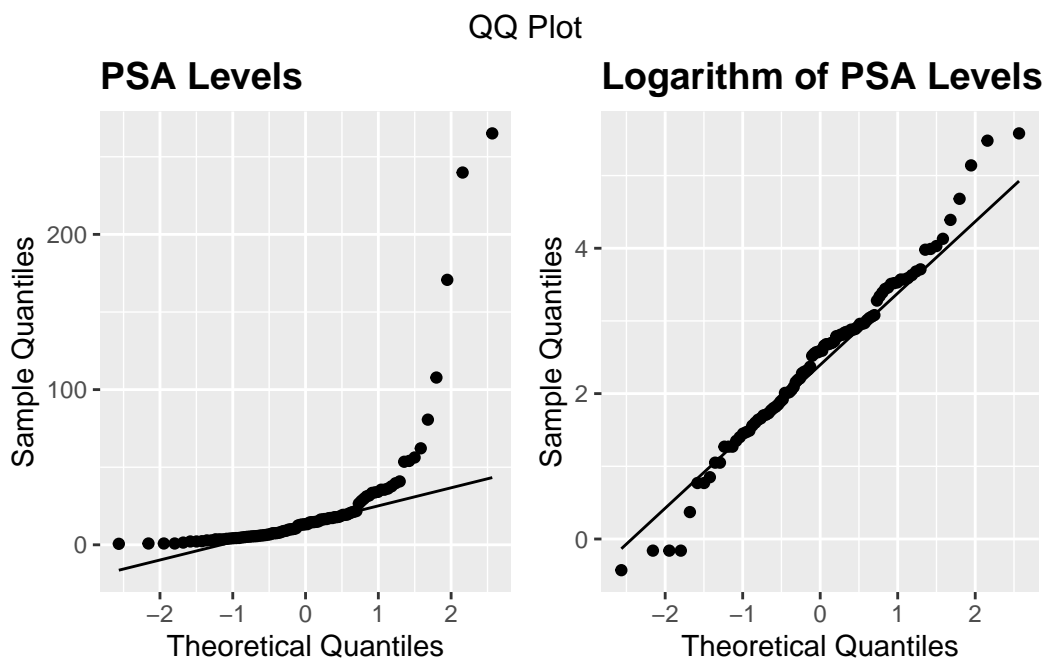 QQ Plot
PSA Levels
Logarithm of PSA Levels
Sample Quantiles
200
100
0
−2 −1 0 1 2
Theoretical Quantiles
Sample Quantiles
4
2
0
−2 −1 0 1 2
Theoretical Quantiles